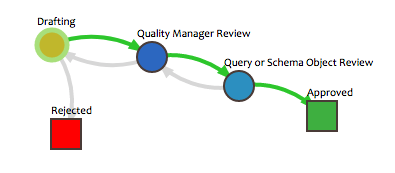 Drafting
Quality Manager Review
Query or Schema Object Review
Rejected
Approved